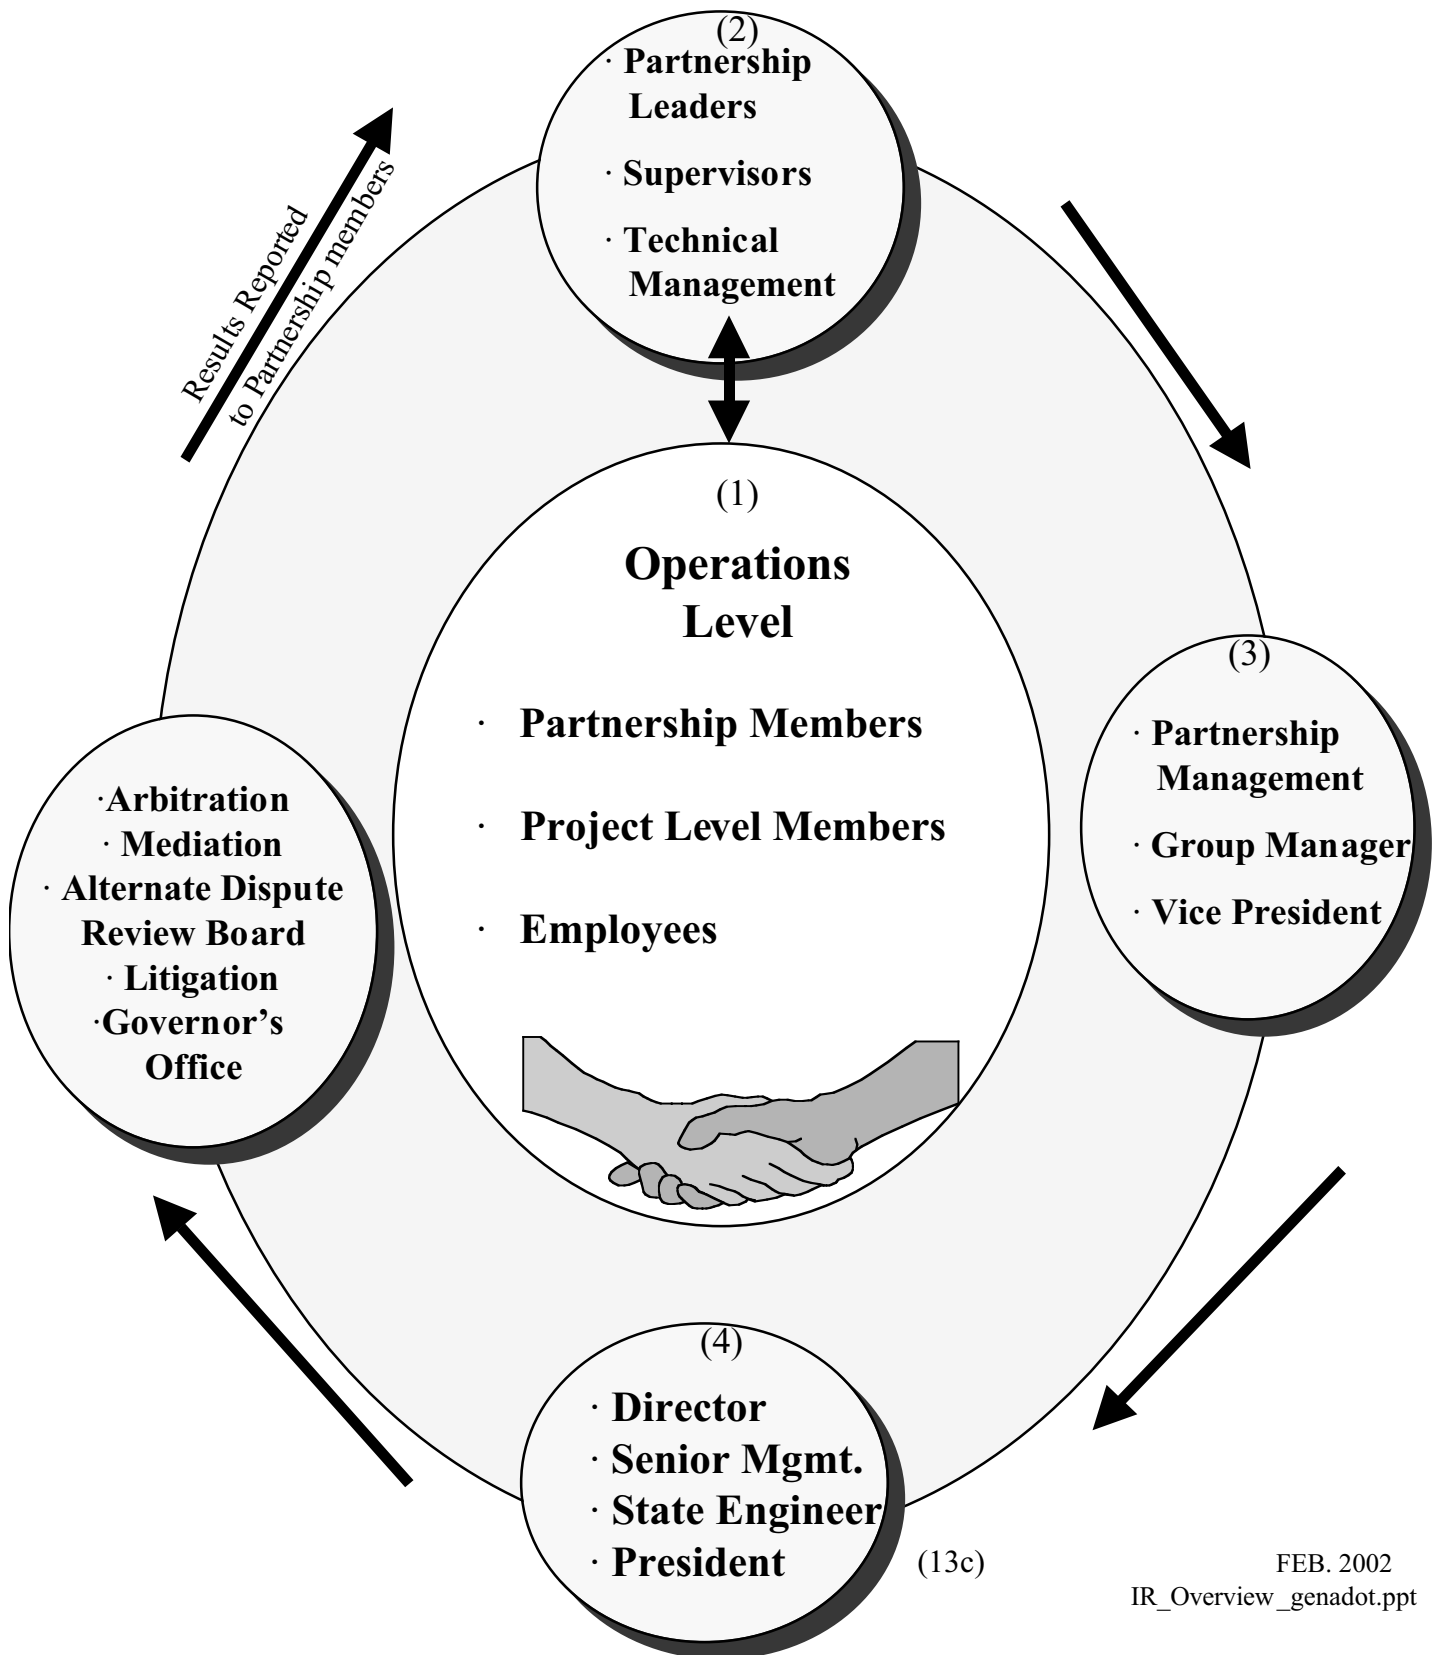 (2)
· Partnership
Leaders
· Supervisors
· Technical
Management
Results Reported
to Partnership members
(1)
Operations
Level
· Partnership Members
· Project Level Members
· Employees
(3)
· Partnership
Management
· Group Manager
· Vice President
·Arbitration
· Mediation
· Alternate Dispute
Review Board
· Litigation
·Governor’s
Office
(4)
· Director
· Senior Mgmt.
· State Engineer
· President
(13c)
FEB. 2002
IR_Overview_genadot.ppt